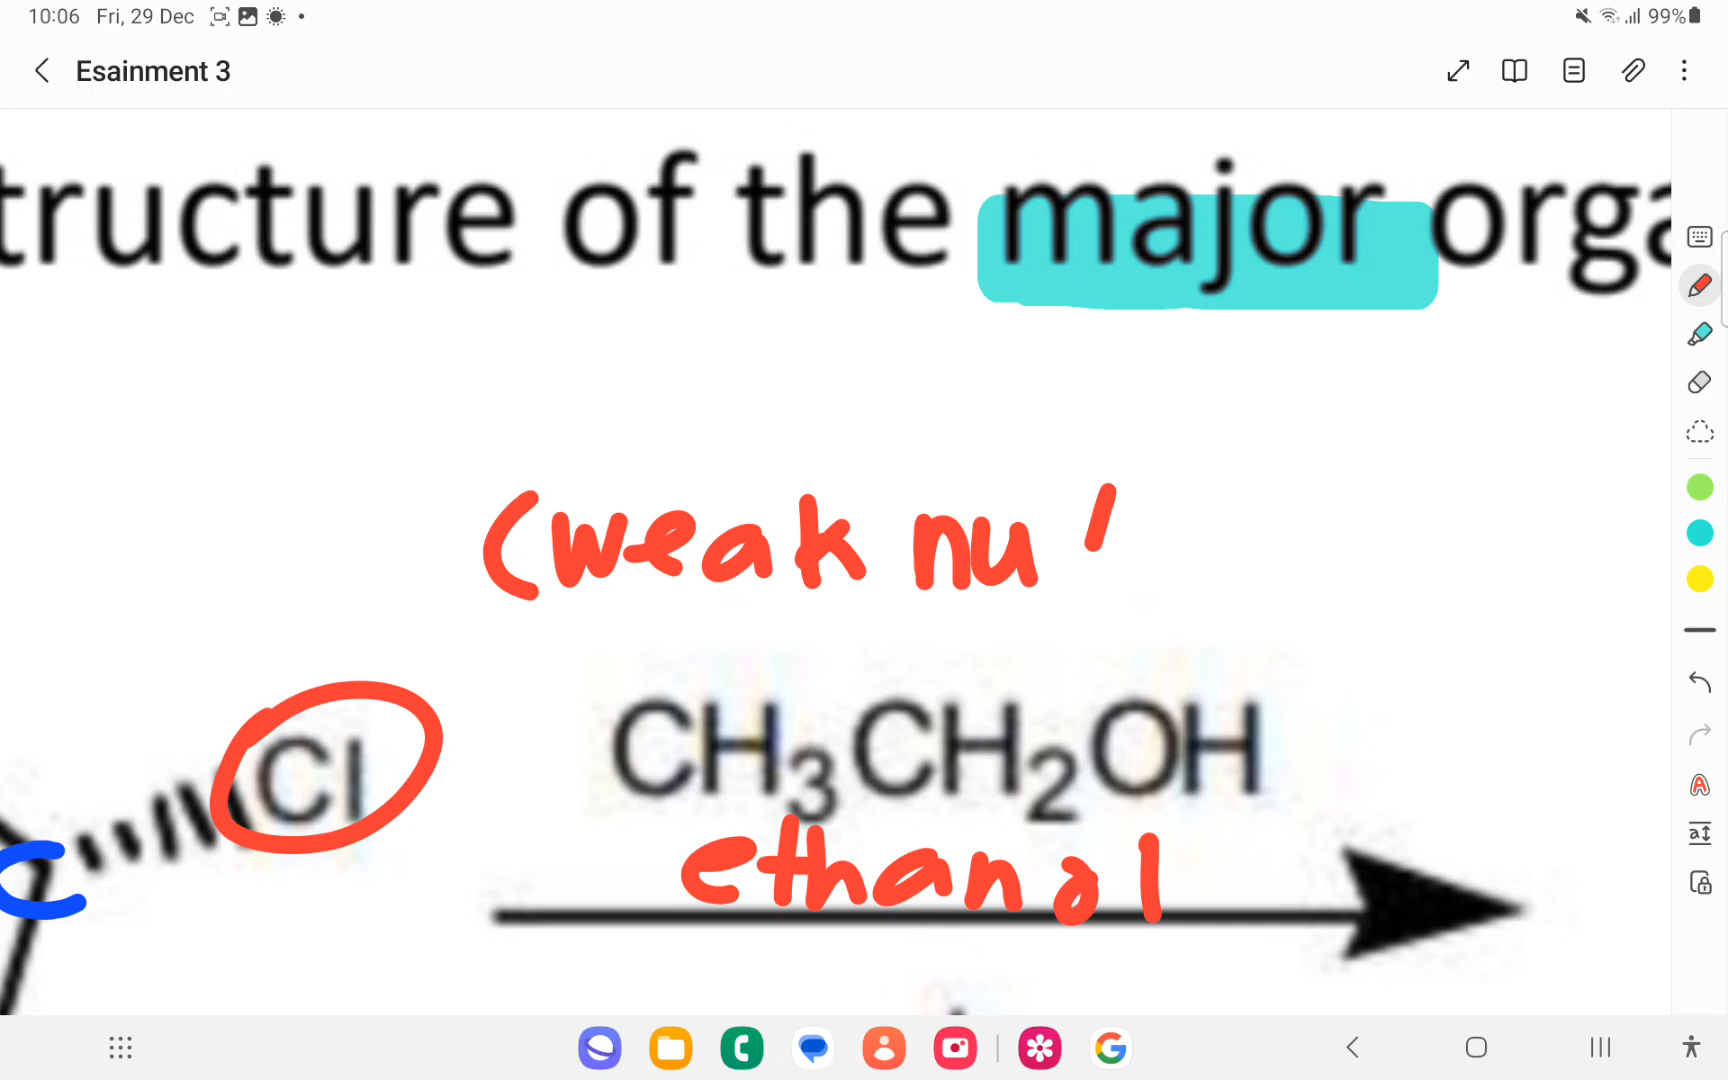 10:06 Fri, 29 Dec
99%
Esainment 3
tructure of the major orga
(weak nu
Cl
CH3CH2OH
ethanol